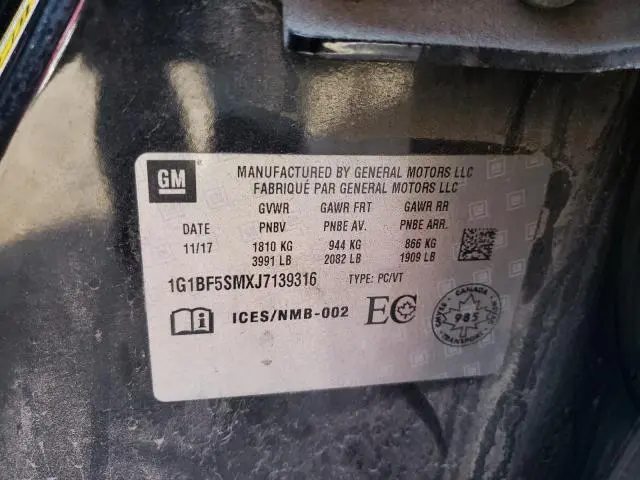 GM
MANUFACTURED BY GENERAL MOTORS LLC
FABRIQUÉ PAR GENERAL MOTORS LLC
GVWR GAWR FRT GAWR RR
DATE PNBV PNBE AV. PNBE ARR.
11/17 1810 KG 944 KG 866 KG
3991 LB 2082 LB 1909 LB
1G1BF5SMXJ7139316 TYPE: PC/VT
i ICES/NMB-002 EC
CANADA
985
TRANSPORT